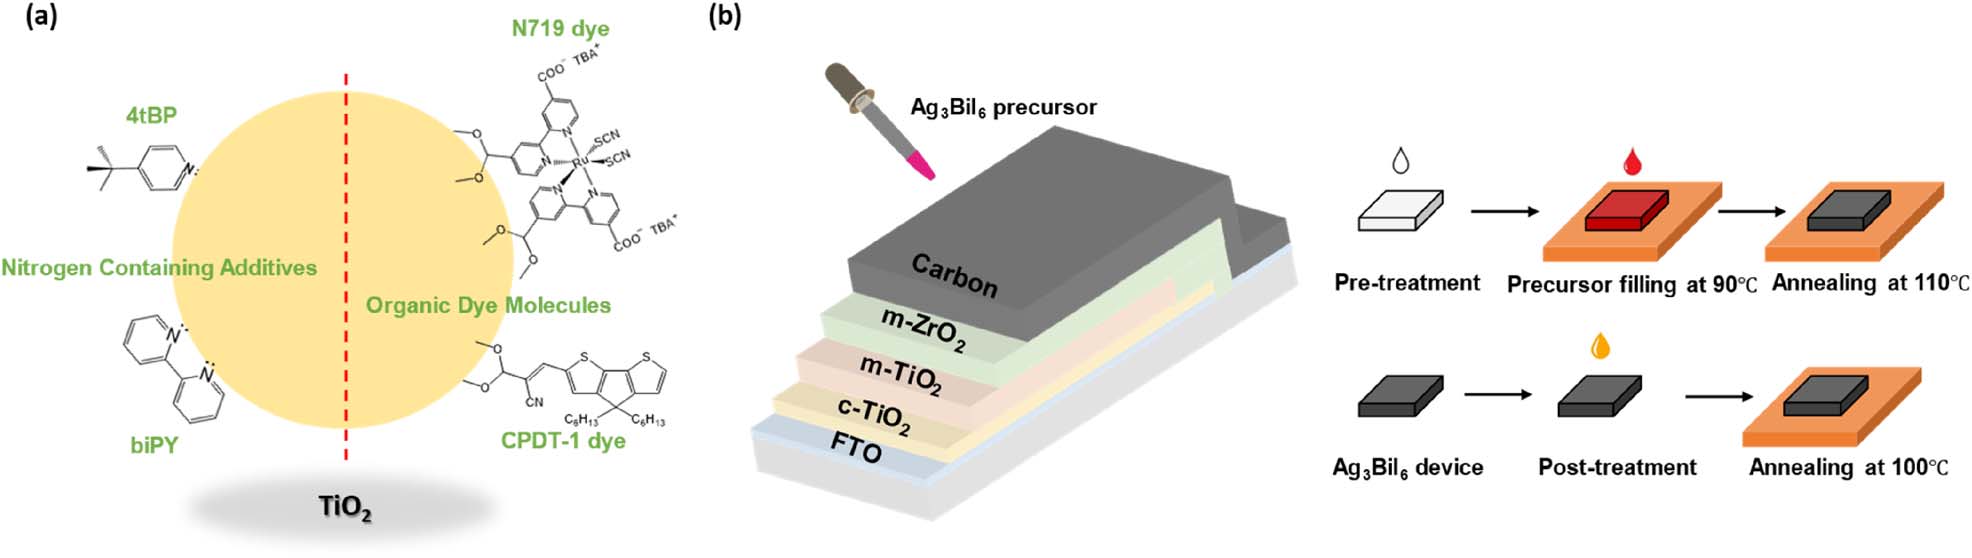 (a)
N719 dye
COO⁻ TBA⁺
4tBP
N:
O
O
N
N
Ru
SCN
SCN
N
N
O
O
COO⁻ TBA⁺
Nitrogen Containing Additives
Organic Dye Molecules
N:
N:
biPY
O
O
S
S
CN
C₆H₁₃
C₆H₁₃
CPDT-1 dye
TiO₂
(b)
Ag₃BiI₆ precursor
Carbon
m-ZrO₂
m-TiO₂
c-TiO₂
FTO
Pre-treatment
Precursor filling at 90℃
Annealing at 110℃
Ag₃BiI₆ device
Post-treatment
Annealing at 100℃